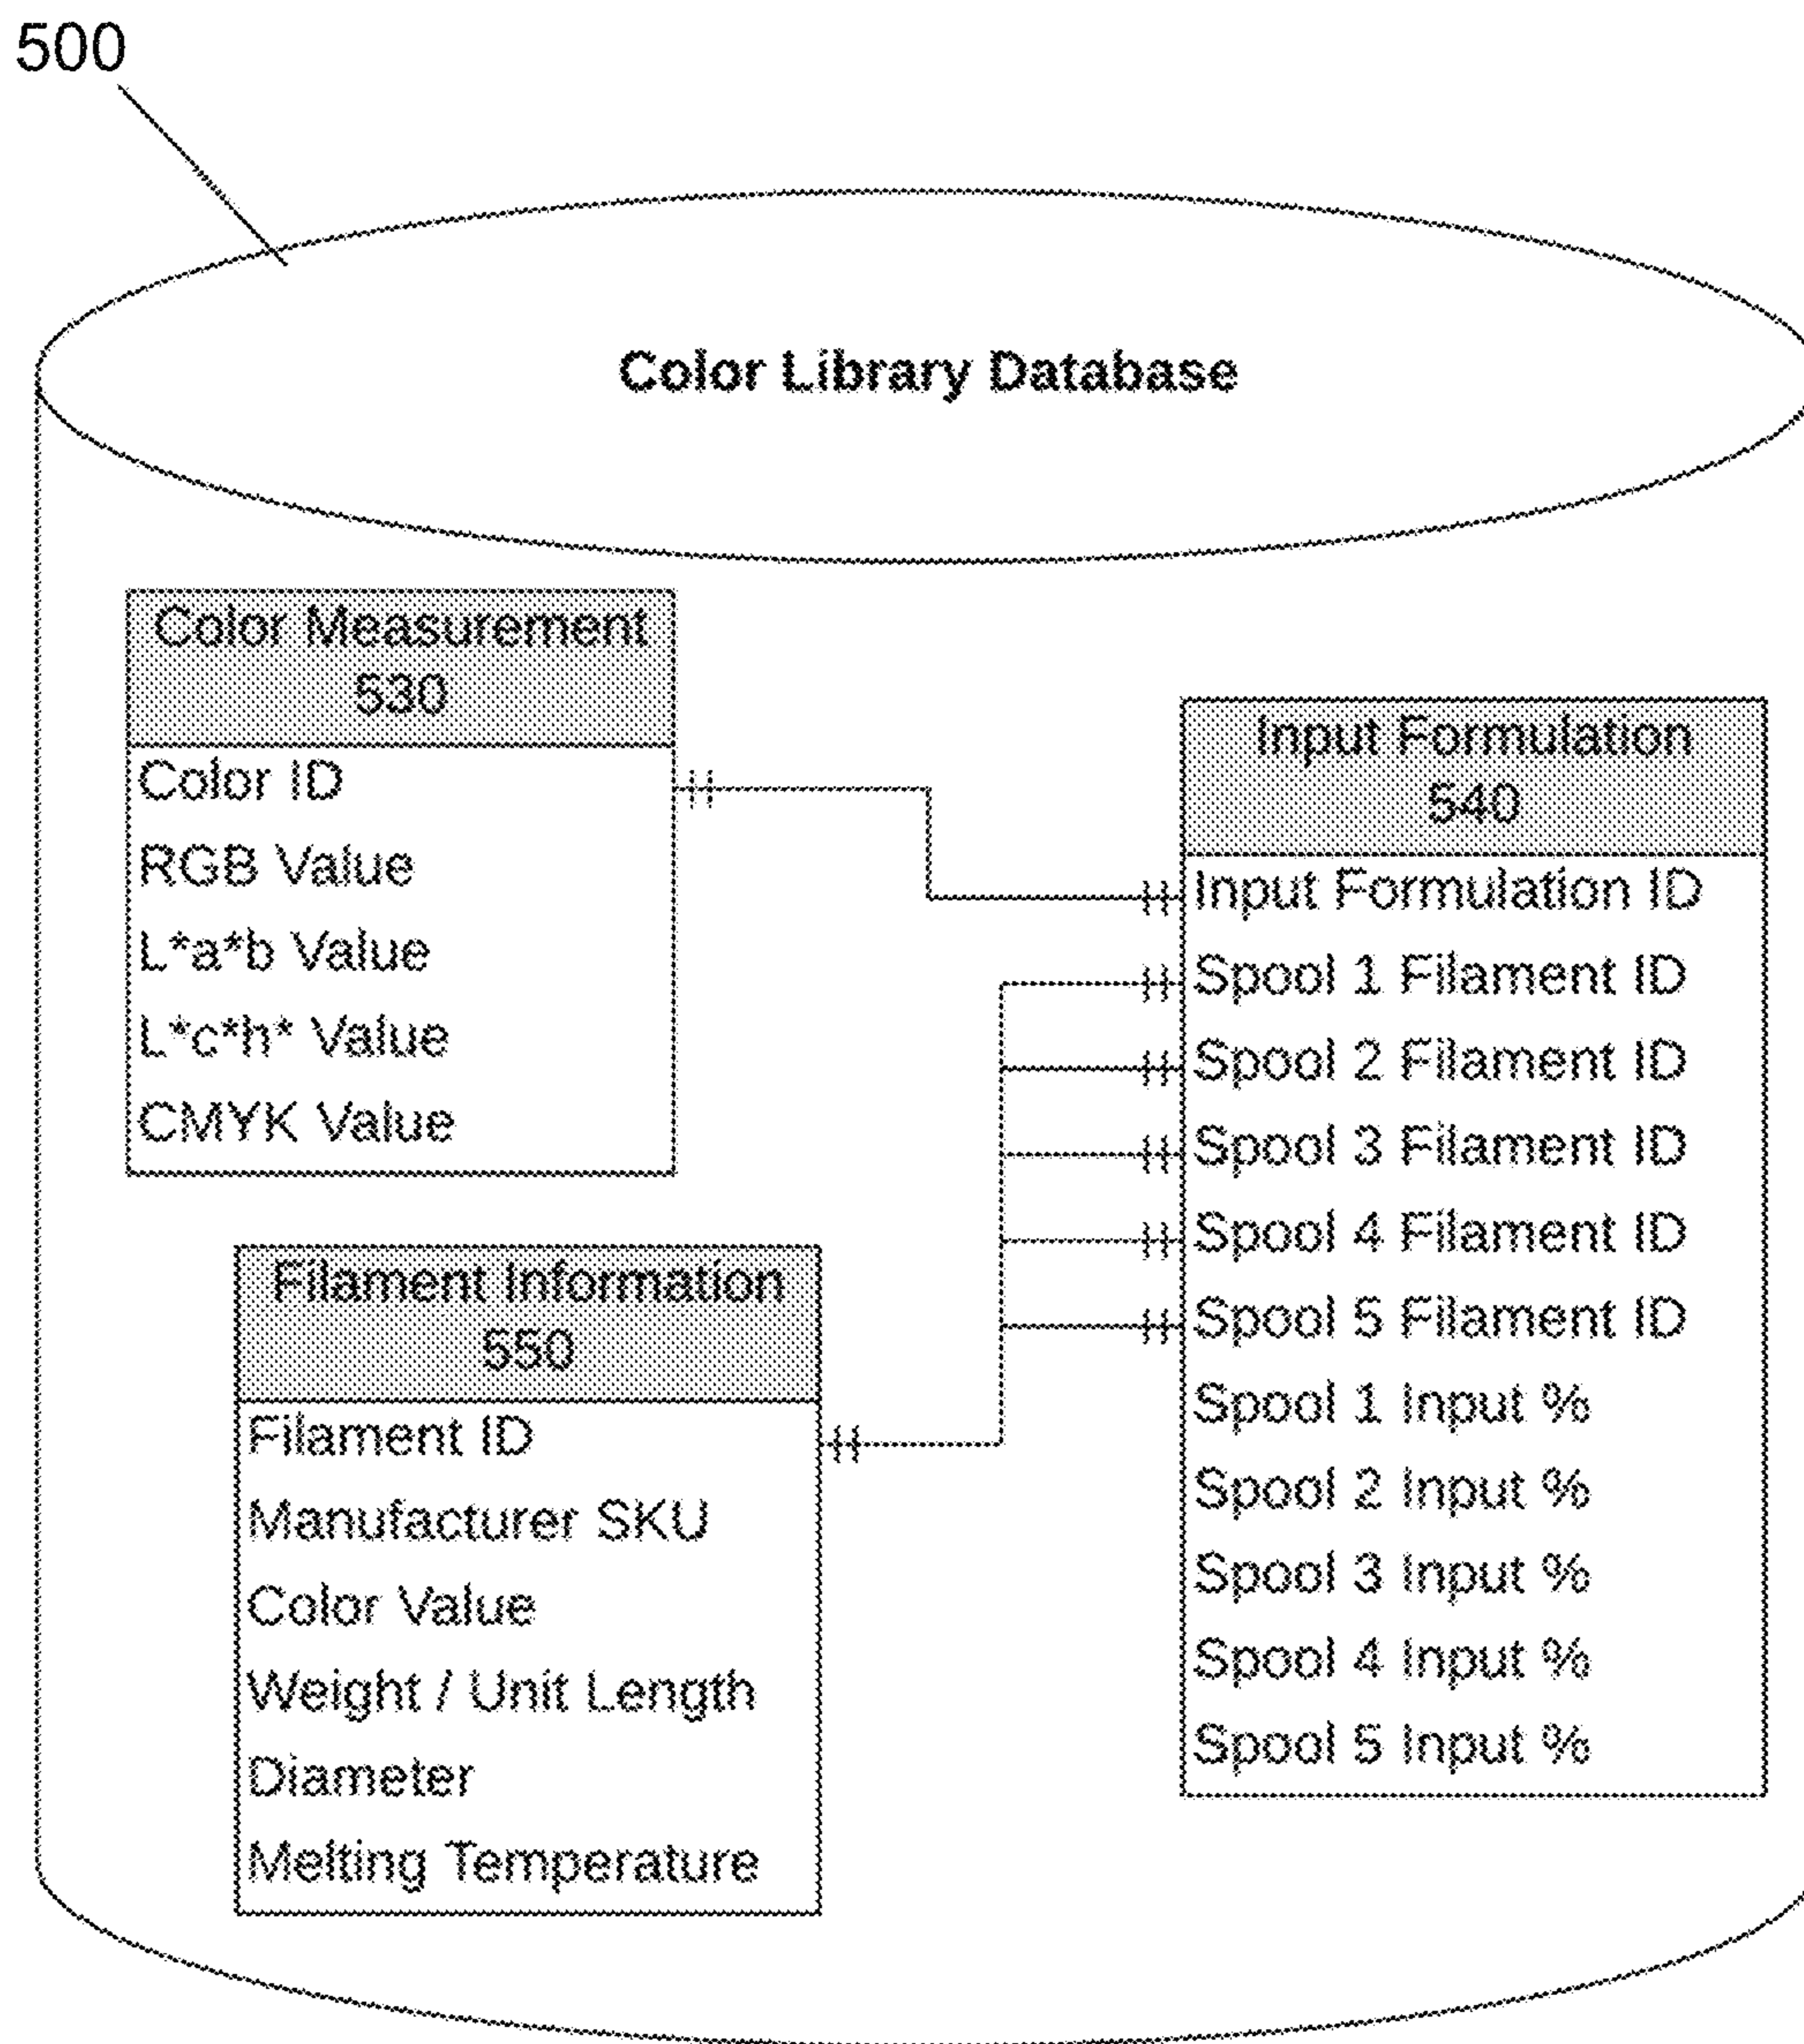 500
Color Library Database
Color Measurement
530
Color ID
RGB Value
L*a*b Value
L*c*h* Value
CMYK Value
Input Formulation
540
Input Formulation ID
Spool 1 Filament ID
Spool 2 Filament ID
Spool 3 Filament ID
Spool 4 Filament ID
Spool 5 Filament ID
Spool 1 Input %
Spool 2 Input %
Spool 3 Input %
Spool 4 Input %
Spool 5 Input %
Filament Information
550
Filament ID
Manufacturer SKU
Color Value
Weight / Unit Length
Diameter
Melting Temperature